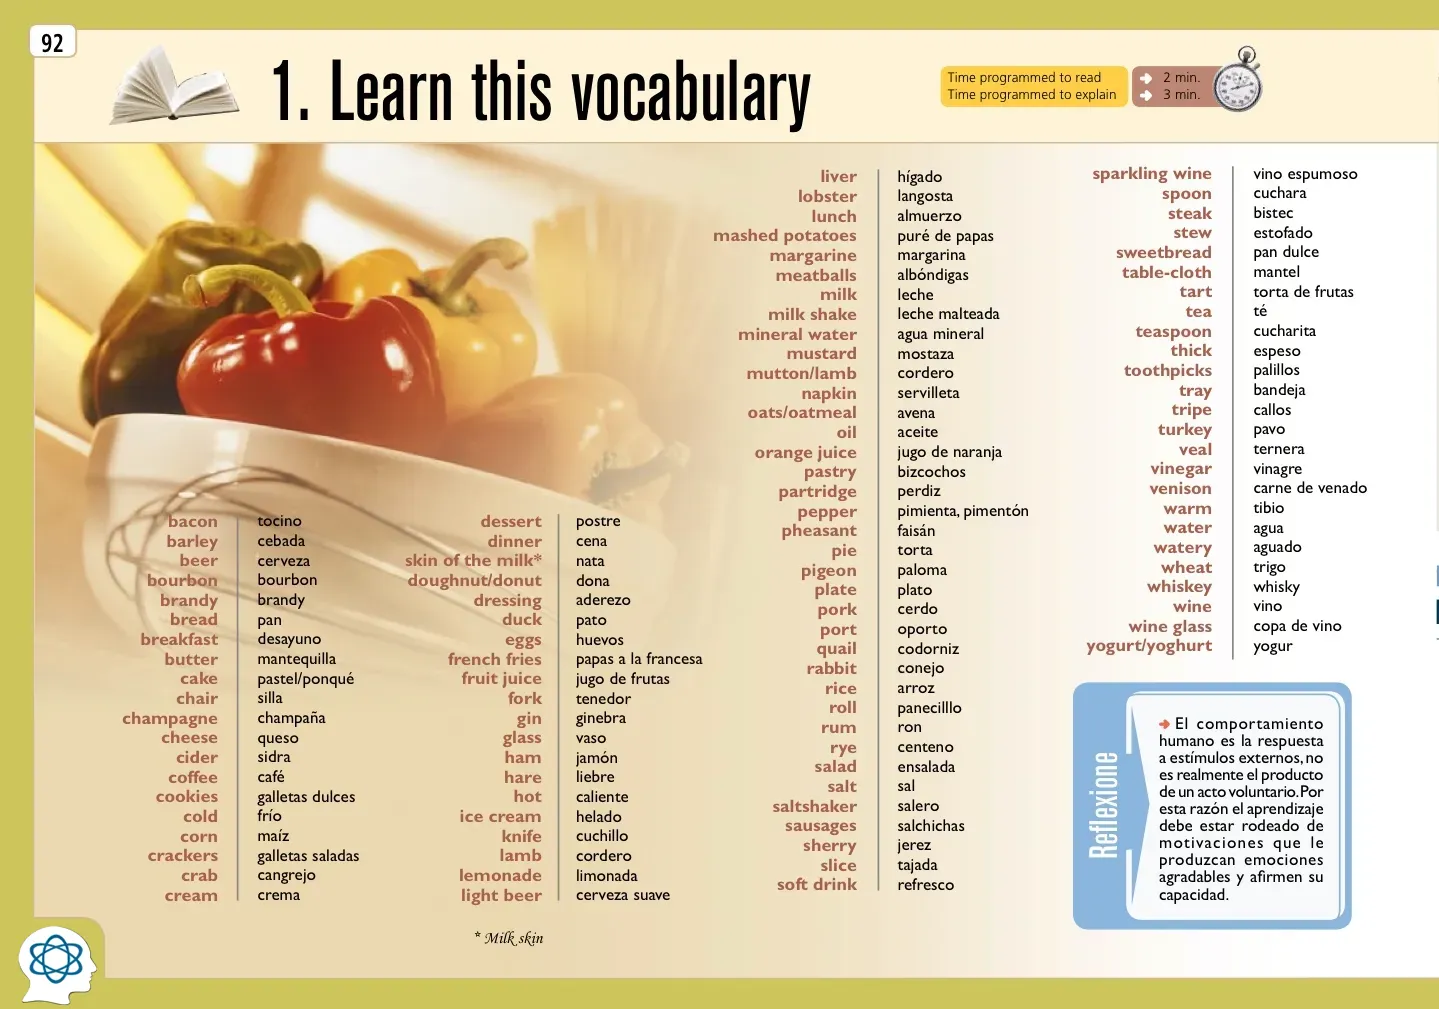 92
1. Learn this vocabulary
Time programmed to read 2 min.
Time programmed to explain 3 min.
bacon tocino
barley cebada
beer cerveza
bourbon bourbon
brandy brandy
bread pan
breakfast desayuno
butter mantequilla
cake pastel/ponqué
chair silla
champagne champaña
cheese queso
cider sidra
coffee café
cookies galletas dulces
cold frío
corn maíz
crackers galletas saladas
crab cangrejo
cream crema
dessert postre
dinner cena
skin of the milk* nata
doughnut/donut dona
dressing aderezo
duck pato
eggs huevos
french fries papas a la francesa
fruit juice jugo de frutas
fork tenedor
gin ginebra
glass vaso
ham jamón
hare liebre
hot caliente
ice cream helado
knife cuchillo
lamb cordero
lemonade limonada
light beer cerveza suave
* Milk skin
liver hígado
lobster langosta
lunch almuerzo
mashed potatoes puré de papas
margarine margarina
meatballs albóndigas
milk leche
milk shake leche malteada
mineral water agua mineral
mustard mostaza
mutton/lamb cordero
napkin servilleta
oats/oatmeal avena
oil aceite
orange juice jugo de naranja
pastry bizcochos
partridge perdiz
pepper pimienta, pimentón
pheasant faisán
pie torta
pigeon paloma
plate plato
pork cerdo
port oporto
quail codorniz
rabbit conejo
rice arroz
roll panecilllo
rum ron
rye centeno
salad ensalada
salt sal
saltshaker salero
sausages salchichas
sherry jerez
slice tajada
soft drink refresco
sparkling wine vino espumoso
spoon cuchara
steak bistec
stew estofado
sweetbread pan dulce
table-cloth mantel
tart torta de frutas
tea té
teaspoon cucharita
thick espeso
toothpicks palillos
tray bandeja
tripe callos
turkey pavo
veal ternera
vinegar vinagre
venison carne de venado
warm tibio
water agua
watery aguado
wheat trigo
whiskey whisky
wine vino
wine glass copa de vino
yogurt/yoghurt yogur
Reflexione
El comportamiento
humano es la respuesta
a estímulos externos, no
es realmente el producto
de un acto voluntario. Por
esta razón el aprendizaje
debe estar rodeado de
motivaciones que le
produzcan emociones
agradables y afirmen su
capacidad.